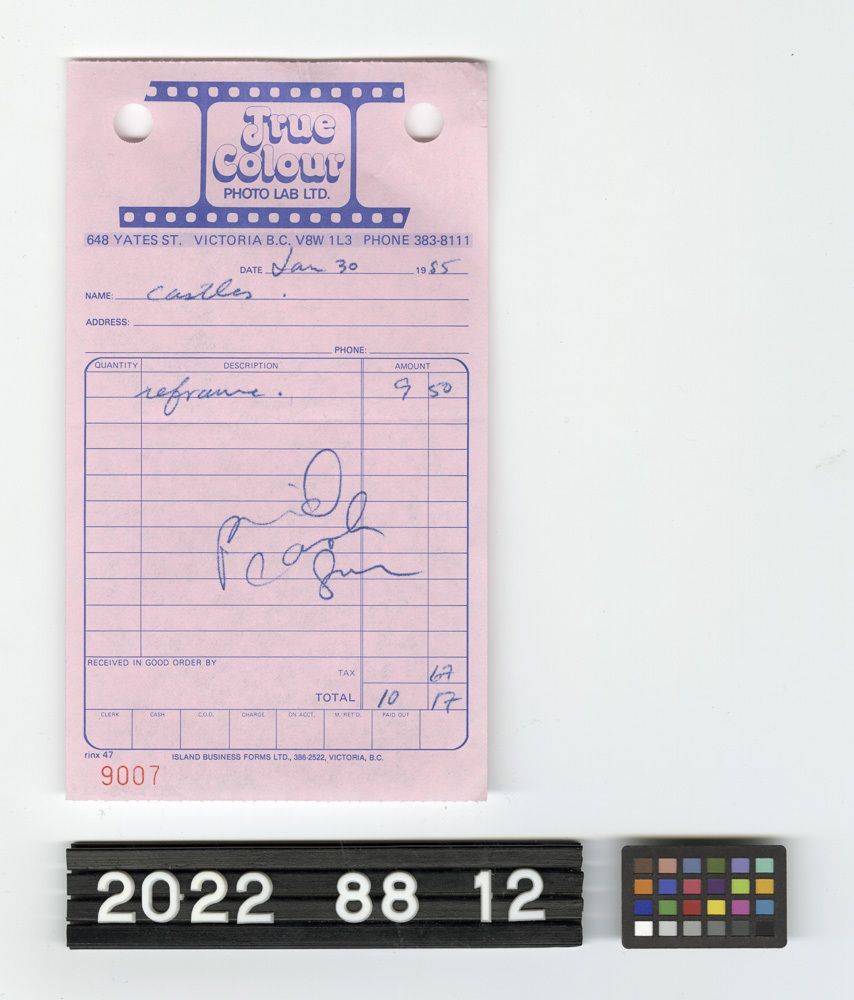 True
Colour
PHOTO LAB LTD.
648 YATES ST. VICTORIA B.C. V8W 1L3 PHONE 383-8111
DATE Jan 30 1985
NAME: Castles.
ADDRESS:
PHONE:
QUANTITY DESCRIPTION AMOUNT
reframe. 9 50
paid
cash
RECEIVED IN GOOD ORDER BY
TAX 67
TOTAL 10 17
CLERK CASH C.O.D. CHARGE ON ACCT. M. RET'D. PAID OUT
rinx 47 ISLAND BUSINESS FORMS LTD., 386-2522, VICTORIA, B.C.
9007
2022 88 12